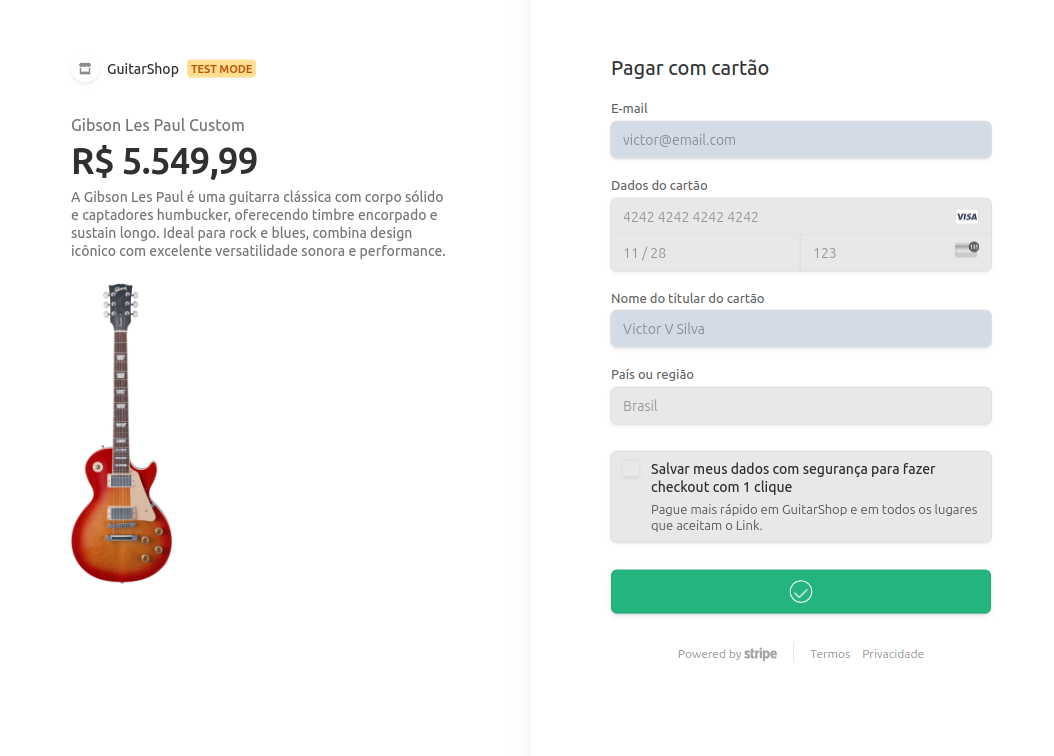 GuitarShop TEST MODE
Gibson Les Paul Custom
R$ 5.549,99
A Gibson Les Paul é uma guitarra clássica com corpo sólido
e captadores humbucker, oferecendo timbre encorpado e
sustain longo. Ideal para rock e blues, combina design
icônico com excelente versatilidade sonora e performance.
Pagar com cartão
E-mail
victor@email.com
Dados do cartão
4242 4242 4242 4242 VISA
11 / 28 123
Nome do titular do cartão
Victor V Silva
País ou região
Brasil
Salvar meus dados com segurança para fazer
checkout com 1 clique
Pague mais rápido em GuitarShop e em todos os lugares
que aceitam o Link.
Powered by stripe Termos Privacidade